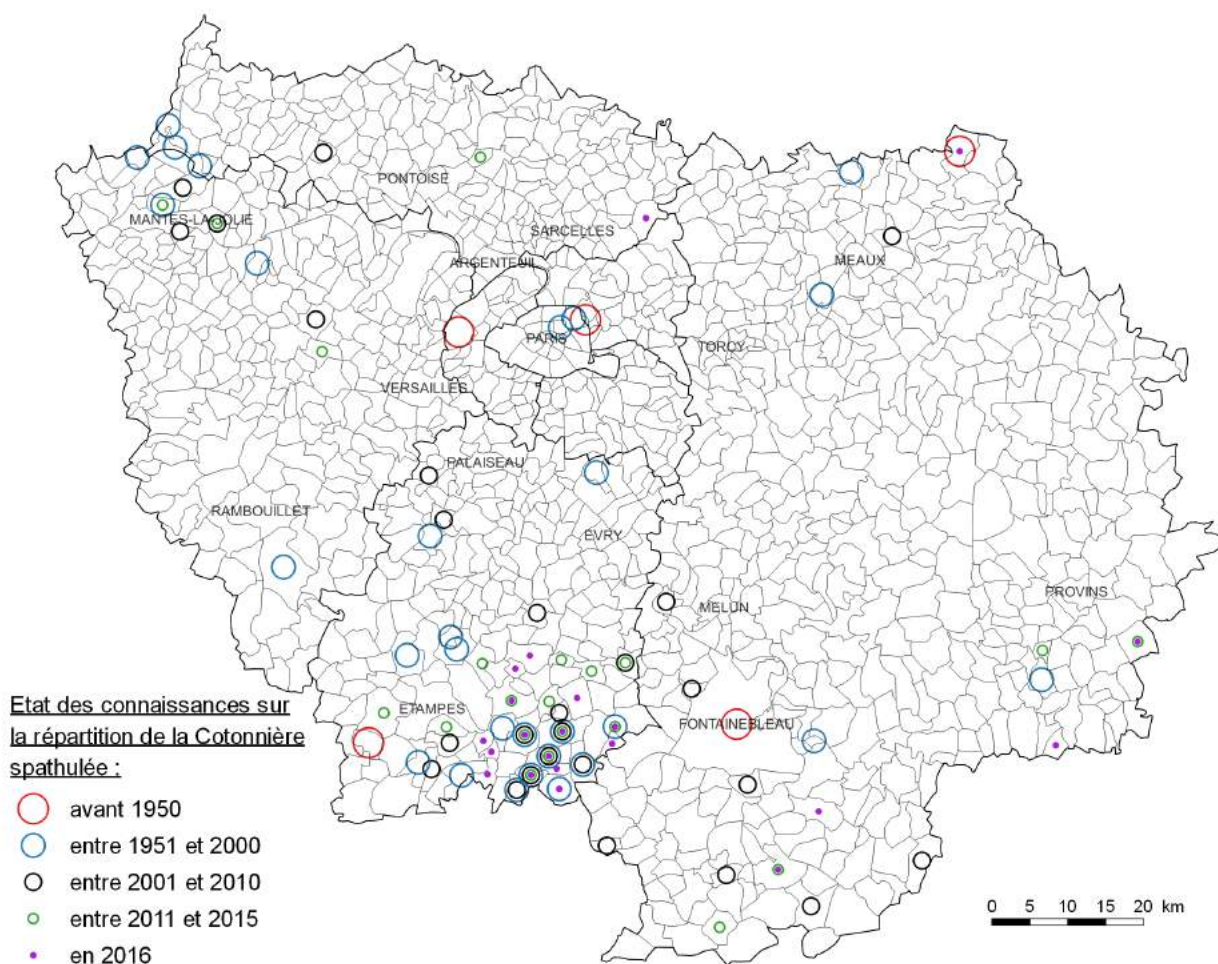 PONTOISE
MANTES-LA-JOLIE
SARCELLES
ARGENTEUIL
MEAUX
PARIS
TORCY
VERSAILLES
PALAISEAU
RAMBOUILLET
EVRY
PROVINS
MELUN
ETAMPES
FONTAINEBLEAU
Etat des connaissances sur
la répartition de la Cotonnière
spathulée :
avant 1950
entre 1951 et 2000
entre 2001 et 2010
entre 2011 et 2015
en 2016
0 5 10 15 20 km